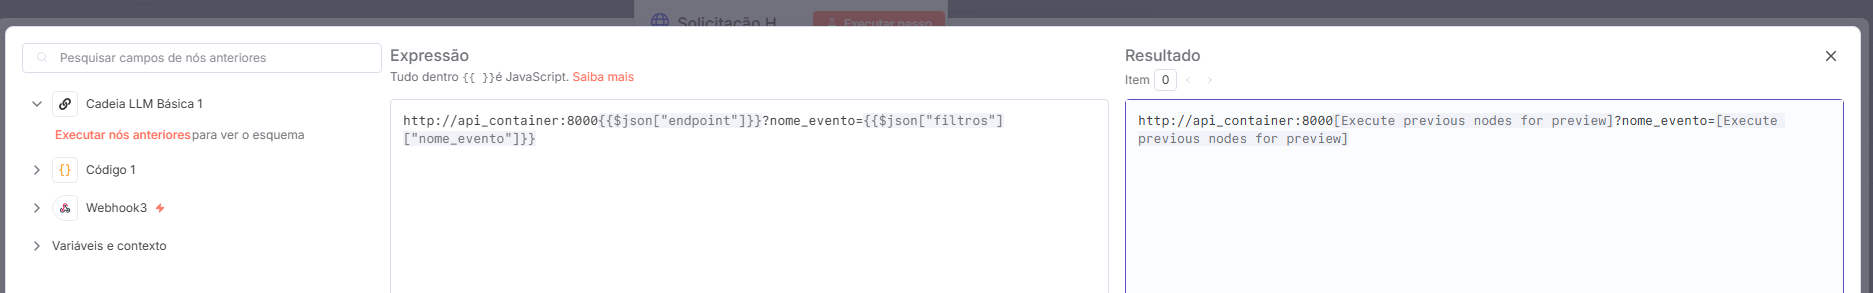 Solicitação H
Executar passo
Pesquisar campos de nós anteriores
Cadeia LLM Básica 1
Executar nós anteriores para ver o esquema
Código 1
Webhook3
Variáveis e contexto
Expressão
Tudo dentro {{ }} é JavaScript. Saiba mais
http://api_container:8000{{$json["endpoint"]}}?nome_evento={{$json["filtros"]
["nome_evento"]}}
Resultado
Item 0
http://api_container:8000[Execute previous nodes for preview]?nome_evento=[Execute
previous nodes for preview]